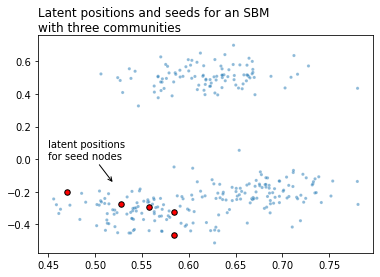 Latent positions and seeds for an SBM
with three communities
0.6
0.4
0.2
0.0
−0.2
−0.4
latent positions
for seed nodes
0.45 0.50 0.55 0.60 0.65 0.70 0.75